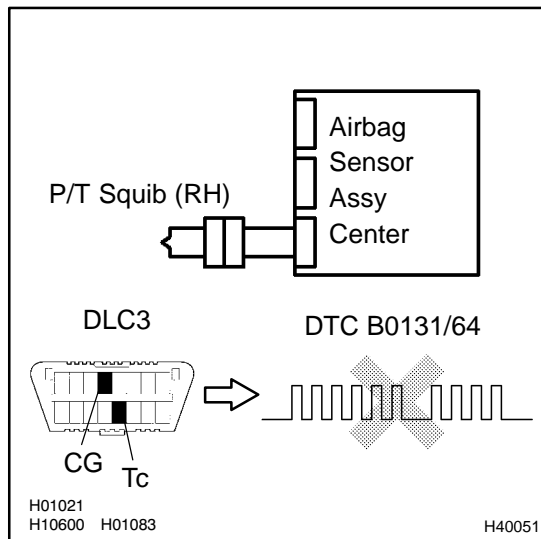 Airbag
Sensor
Assy
Center
P/T Squib (RH)
DLC3
DTC B0131/64
CG
Tc
H01021
H10600 H01083
H40051